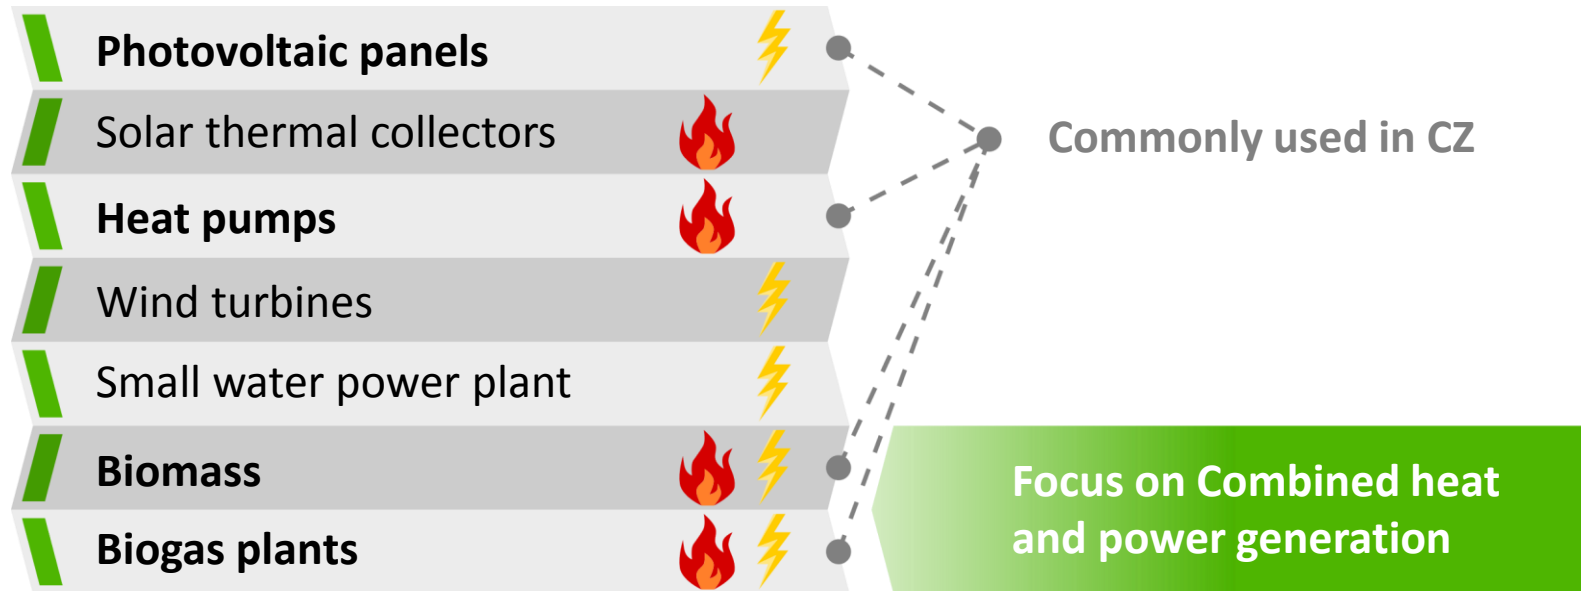 Photovoltaic panels
Solar thermal collectors
Commonly used in CZ
Heat pumps
Wind turbines
Small water power plant
Biomass
Biogas plants
Focus on Combined heat
and power generation